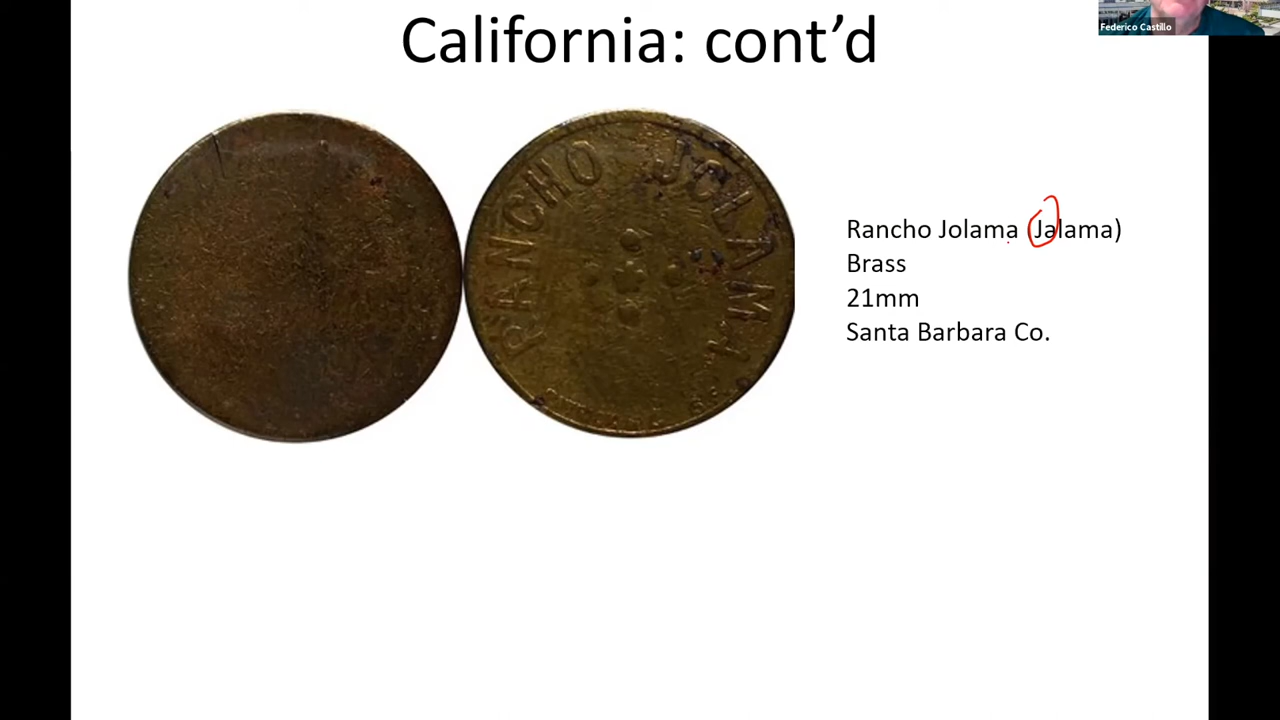 Federico Castillo
California: cont'd
RANCHO JOLAMA
Rancho Jolama (Jalama)
Brass
21mm
Santa Barbara Co.